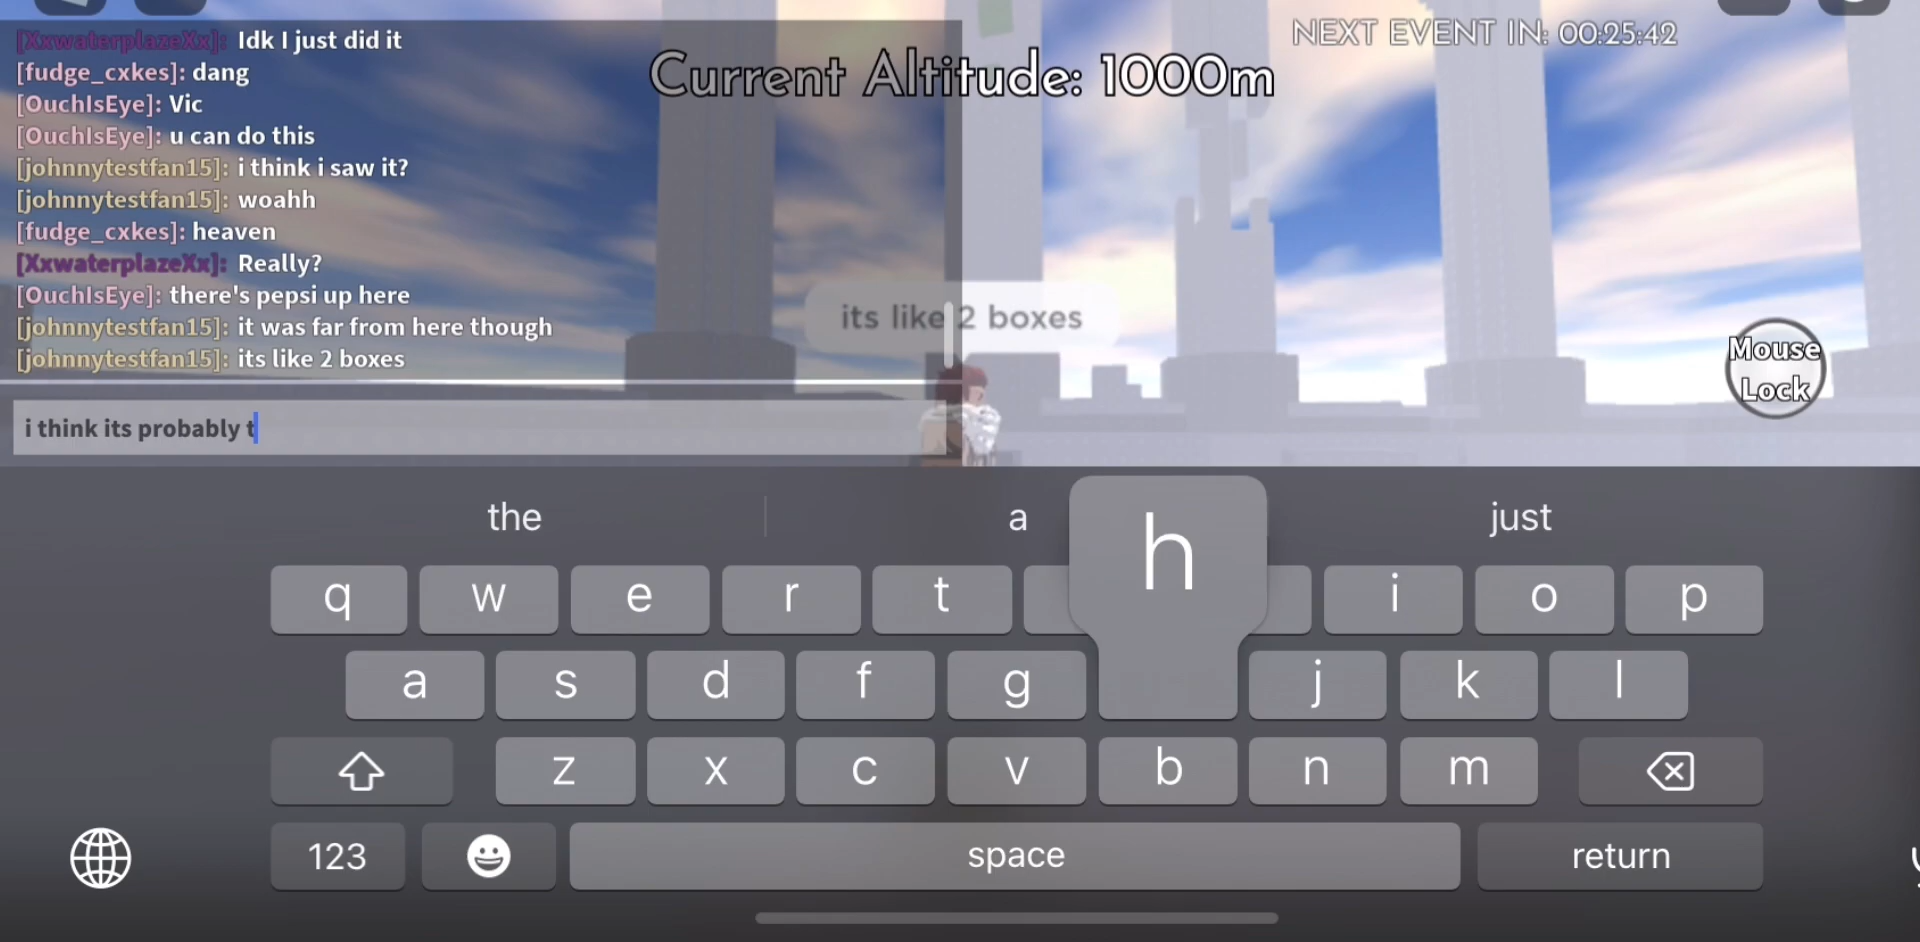 [XxwaterplazeXx]: Idk I just did it
[fudge_cxkes]: dang
[OuchIsEye]: Vic
[OuchIsEye]: u can do this
[johnnytestfan15]: i think i saw it?
[johnnytestfan15]: woahh
[fudge_cxkes]: heaven
[XxwaterplazeXx]: Really?
[OuchIsEye]: there's pepsi up here
[johnnytestfan15]: it was far from here though
[johnnytestfan15]: its like 2 boxes
NEXT EVENT IN: 00:25:42
Current Altitude: 1000m
its like 2 boxes
Mouse
Lock
i think its probably t
the a just
h
q w e r t i o p
a s d f g j k l
z x c v b n m
123 space return